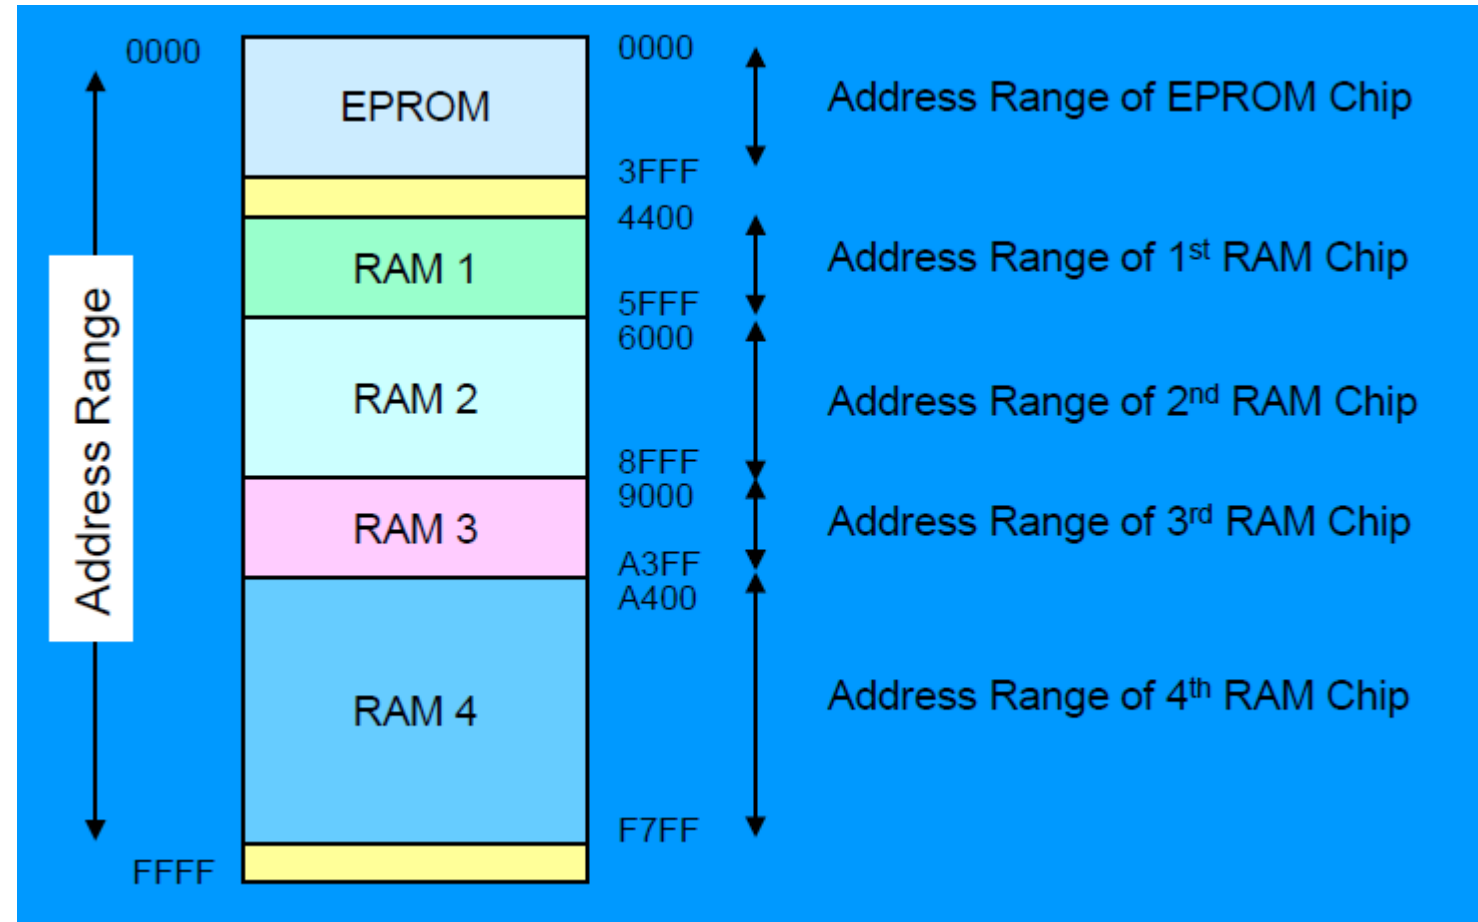 0000
0000
EPROM
Address Range of EPROM Chip
3FFF
4400
RAM 1
Address Range of 1st RAM Chip
5FFF
6000
Address Range
RAM 2
Address Range of 2nd RAM Chip
8FFF
9000
RAM 3
Address Range of 3rd RAM Chip
A3FF
A400
RAM 4
Address Range of 4th RAM Chip
F7FF
FFFF